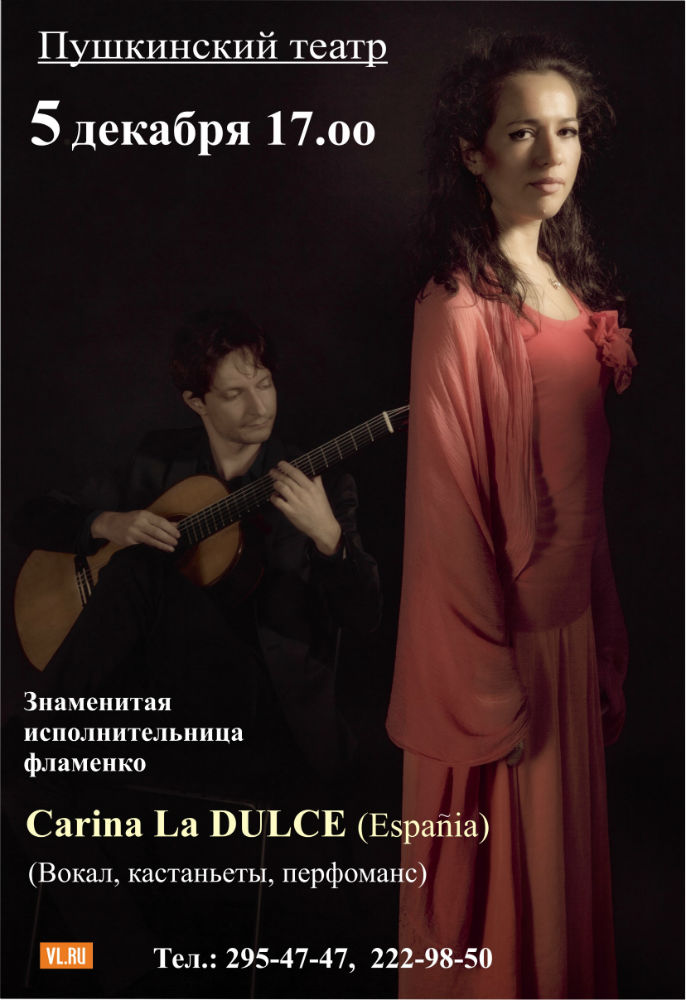 Пушкинский театр
5 декабря 17.оо
Знаменитая
исполнительница
фламенко
Carina La DULCE (Españia)
(Вокал, кастаньеты, перфоманс)
VL.RU
Тел.: 295-47-47, 222-98-50